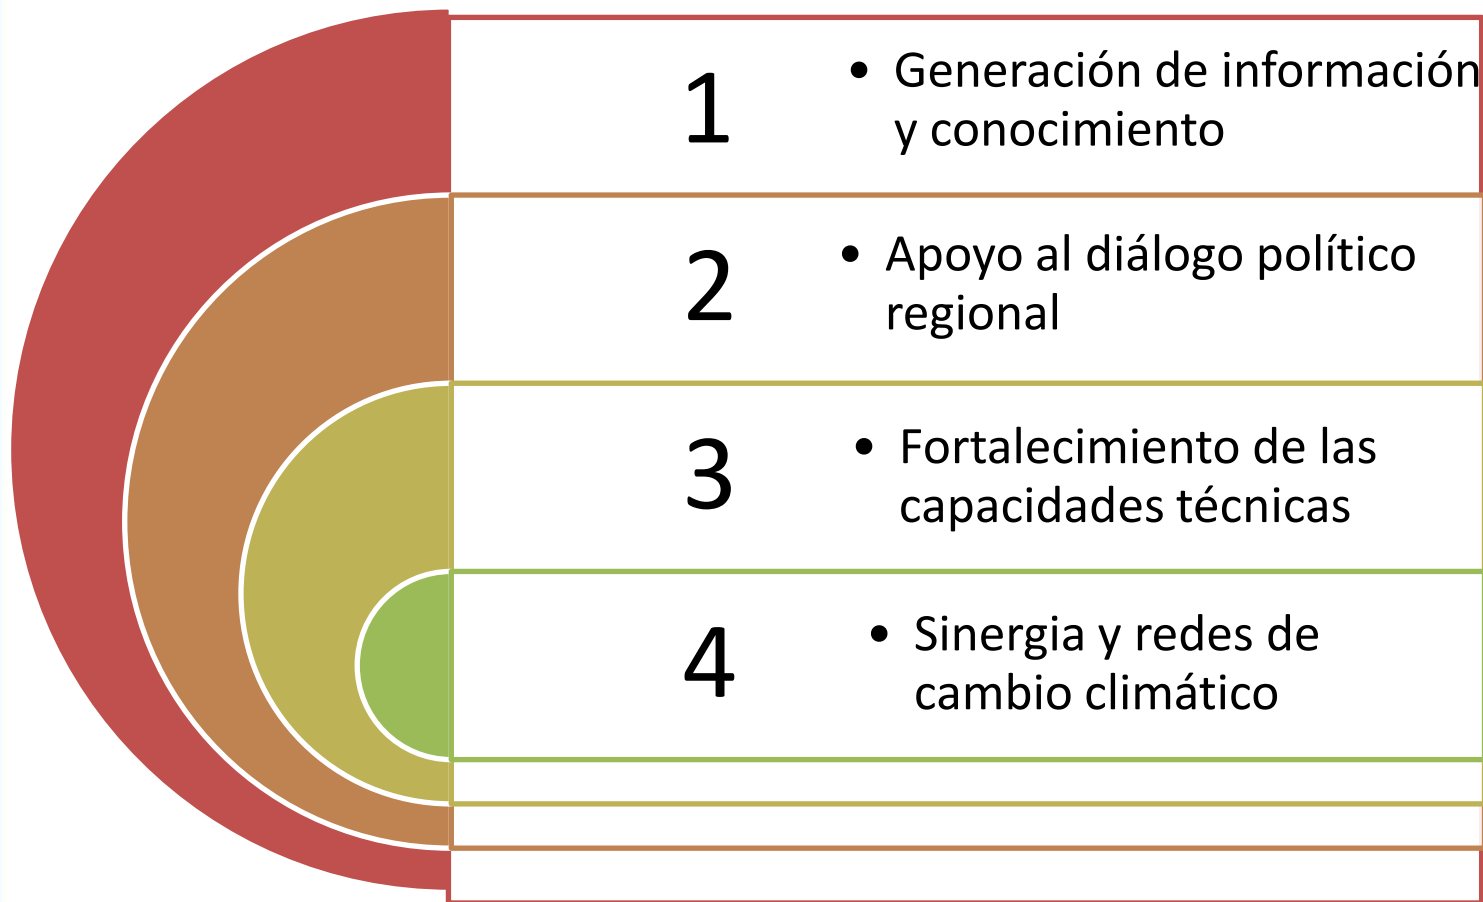 1
• Generación de información
y conocimiento
2
• Apoyo al diálogo político
regional
3
• Fortalecimiento de las
capacidades técnicas
4
• Sinergia y redes de
cambio climático